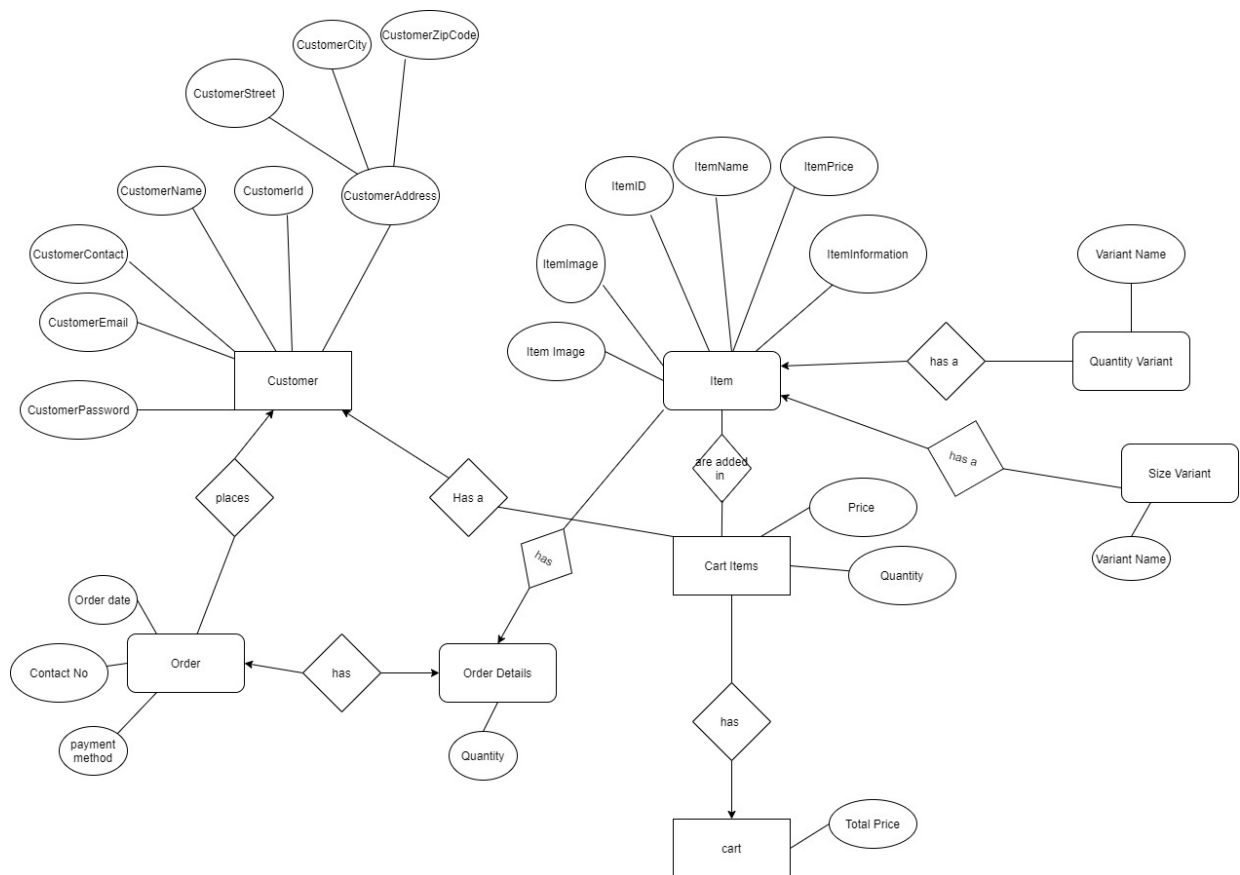 CustomerZipCode
CustomerCity
CustomerStreet
CustomerName
CustomerId
CustomerAddress
CustomerContact
CustomerEmail
Customer
CustomerPassword
ItemName
ItemPrice
ItemID
ItemImage
ItemInformation
Item Image
Item
Variant Name
has a
Quantity Variant
has a
Size Variant
Variant Name
are added
in
places
Has a
has
Price
Cart Items
Quantity
Order date
Order
Contact No
payment
method
has
Order Details
Quantity
has
Total Price
cart